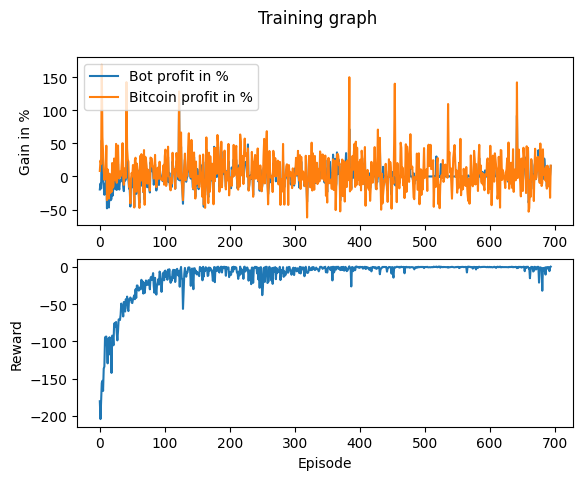 Training graph
Bot profit in %
Bitcoin profit in %
Gain in %
150
100
50
0
−50
0 100 200 300 400 500 600 700
Reward
0
−50
−100
−150
−200
0 100 200 300 400 500 600 700
Episode